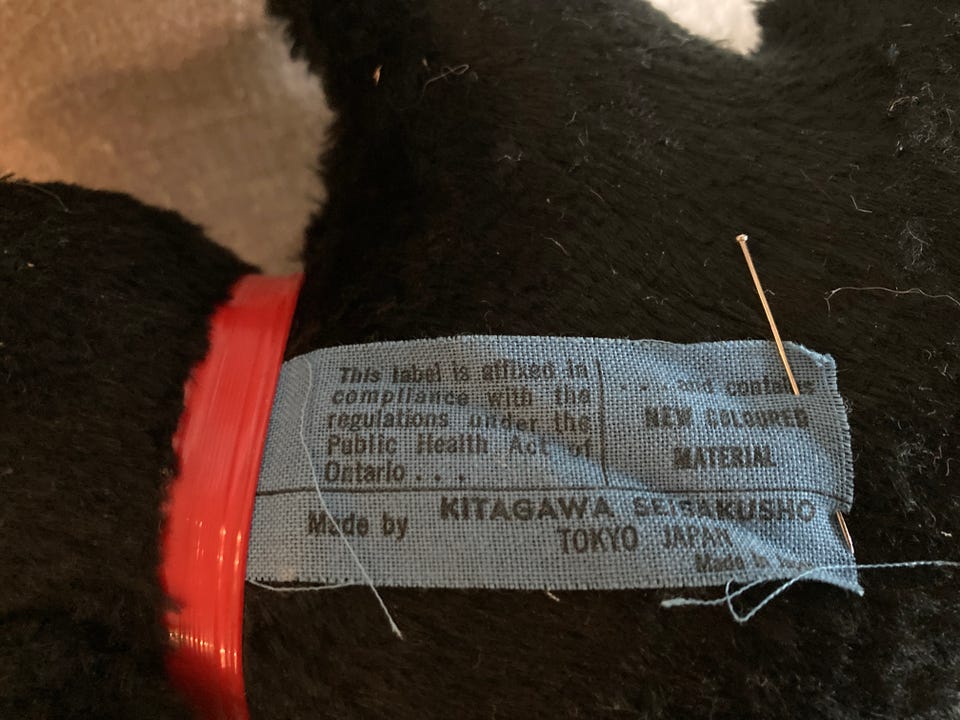 This label is affixed in
compliance with the
regulations under the
Public Health Act of
Ontario . . .
. . . and contains
NEW COLOURED
MATERIAL
Made by KITAGAWA SEISAKUSHO
TOKYO JAPAN
Made in